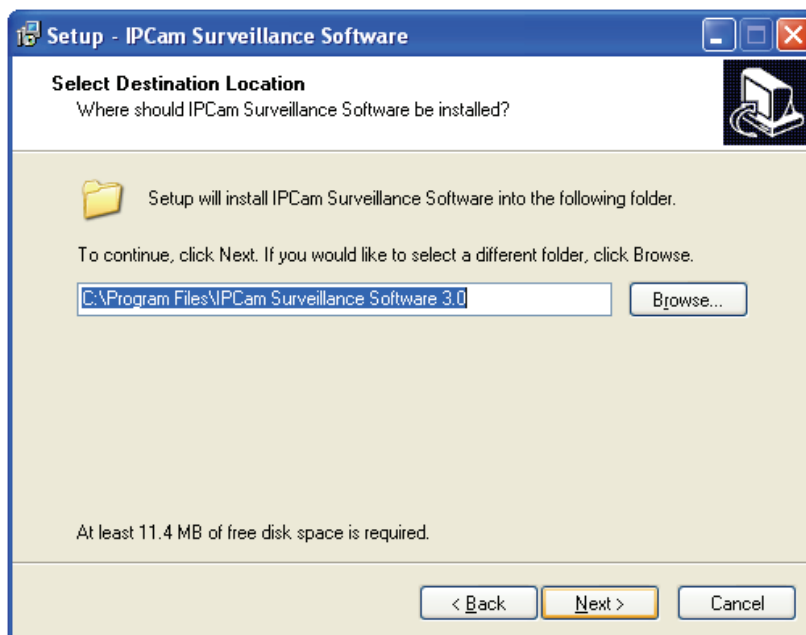 Setup - IPCam Surveillance Software
Select Destination Location
Where should IPCam Surveillance Software be installed?
Setup will install IPCam Surveillance Software into the following folder.
To continue, click Next. If you would like to select a different folder, click Browse.
C:\Program Files\IPCam Surveillance Software 3.0
Browse...
At least 11.4 MB of free disk space is required.
< Back
Next >
Cancel